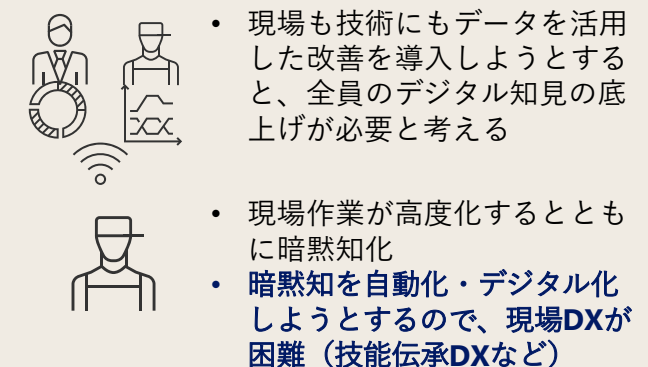 • 現場も技術にもデータを活用
した改善を導入しようとする
と、全員のデジタル知見の底
上げが必要と考える
• 現場作業が高度化するととも
に暗黙知化
• 暗黙知を自動化・デジタル化
しようとするので、現場DXが
困難（技能伝承DXなど）